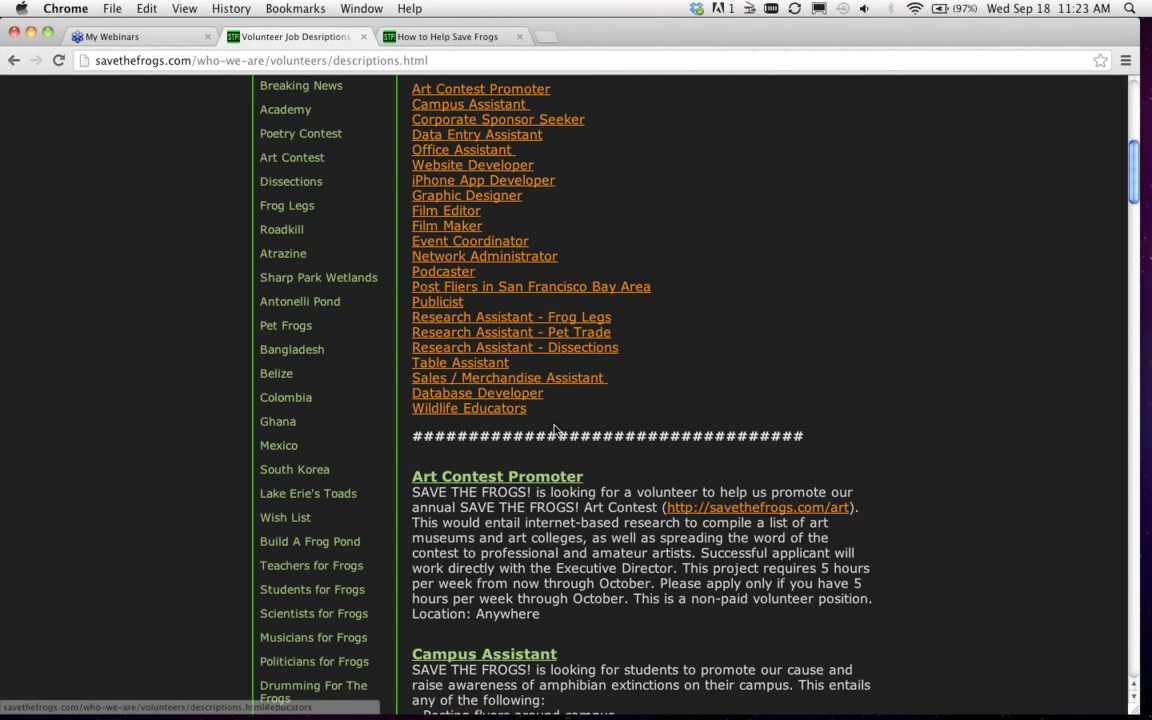 Chrome File Edit View History Bookmarks Window Help 1 (97%) Wed Sep 18 11:23 AM
My Webinars Volunteer Job Desriptions How to Help Save Frogs
savethefrogs.com/who-we-are/volunteers/descriptions.html
Breaking News
Academy
Poetry Contest
Art Contest
Dissections
Frog Legs
Roadkill
Atrazine
Sharp Park Wetlands
Antonelli Pond
Pet Frogs
Bangladesh
Belize
Colombia
Ghana
Mexico
South Korea
Lake Erie's Toads
Wish List
Build A Frog Pond
Teachers for Frogs
Students for Frogs
Scientists for Frogs
Musicians for Frogs
Politicians for Frogs
Drumming For The
Frogs
Art Contest Promoter
Campus Assistant
Corporate Sponsor Seeker
Data Entry Assistant
Office Assistant
Website Developer
iPhone App Developer
Graphic Designer
Film Editor
Film Maker
Event Coordinator
Network Administrator
Podcaster
Post Fliers in San Francisco Bay Area
Publicist
Research Assistant - Frog Legs
Research Assistant - Pet Trade
Research Assistant - Dissections
Table Assistant
Sales / Merchandise Assistant
Database Developer
Wildlife Educators
###################################
Art Contest Promoter
SAVE THE FROGS! is looking for a volunteer to help us promote our
annual SAVE THE FROGS! Art Contest (http://savethefrogs.com/art).
This would entail internet-based research to compile a list of art
museums and art colleges, as well as spreading the word of the
contest to professional and amateur artists. Successful applicant will
work directly with the Executive Director. This project requires 5 hours
per week from now through October. Please apply only if you have 5
hours per week through October. This is a non-paid volunteer position.
Location: Anywhere
Campus Assistant
SAVE THE FROGS! is looking for students to promote our cause and
raise awareness of amphibian extinctions on their campus. This entails
any of the following:
- Posting flyers around campus
savethefrogs.com/who-we-are/volunteers/descriptions.html#educators